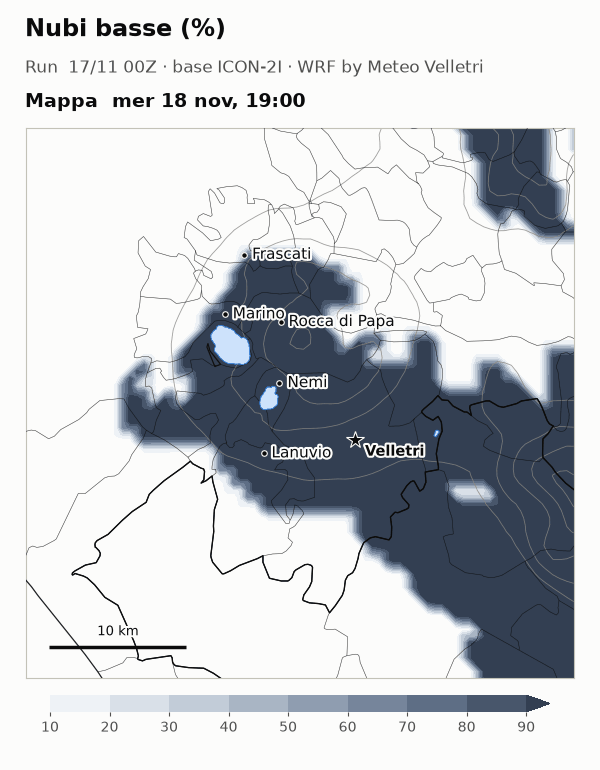 Nubi basse (%)
Run  17/11 00Z · base ICON-2I · WRF by Meteo Velletri
Mappa  mer 18 nov, 19:00
Frascati
Marino
Rocca di Papa
Nemi
Velletri
Lanuvio
10 km
10 20 30 40 50 60 70 80 90